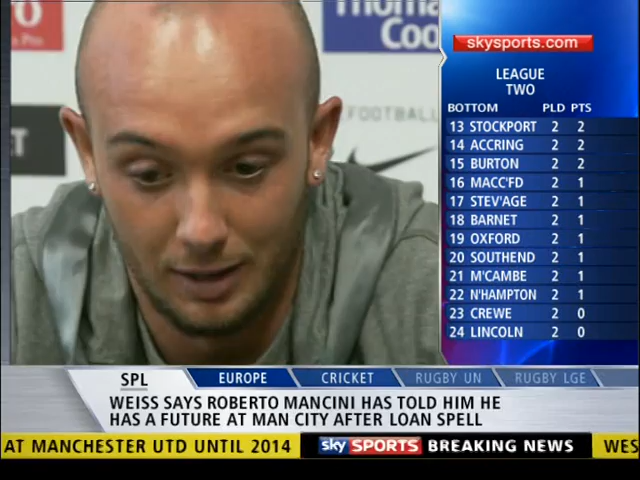 Thomas
Coo
FOOTBALL
skysports.com
LEAGUE
TWO
BOTTOM PLD PTS
13 STOCKPORT 2 2
14 ACCRING 2 2
15 BURTON 2 2
16 MACC'FD 2 1
17 STEV'AGE 2 1
18 BARNET 2 1
19 OXFORD 2 1
20 SOUTHEND 2 1
21 M'CAMBE 2 1
22 N'HAMPTON 2 1
23 CREWE 2 0
24 LINCOLN 2 0
SPL EUROPE CRICKET RUGBY UN RUGBY LGE
WEISS SAYS ROBERTO MANCINI HAS TOLD HIM HE
HAS A FUTURE AT MAN CITY AFTER LOAN SPELL
AT MANCHESTER UTD UNTIL 2014 sky SPORTS BREAKING NEWS WES